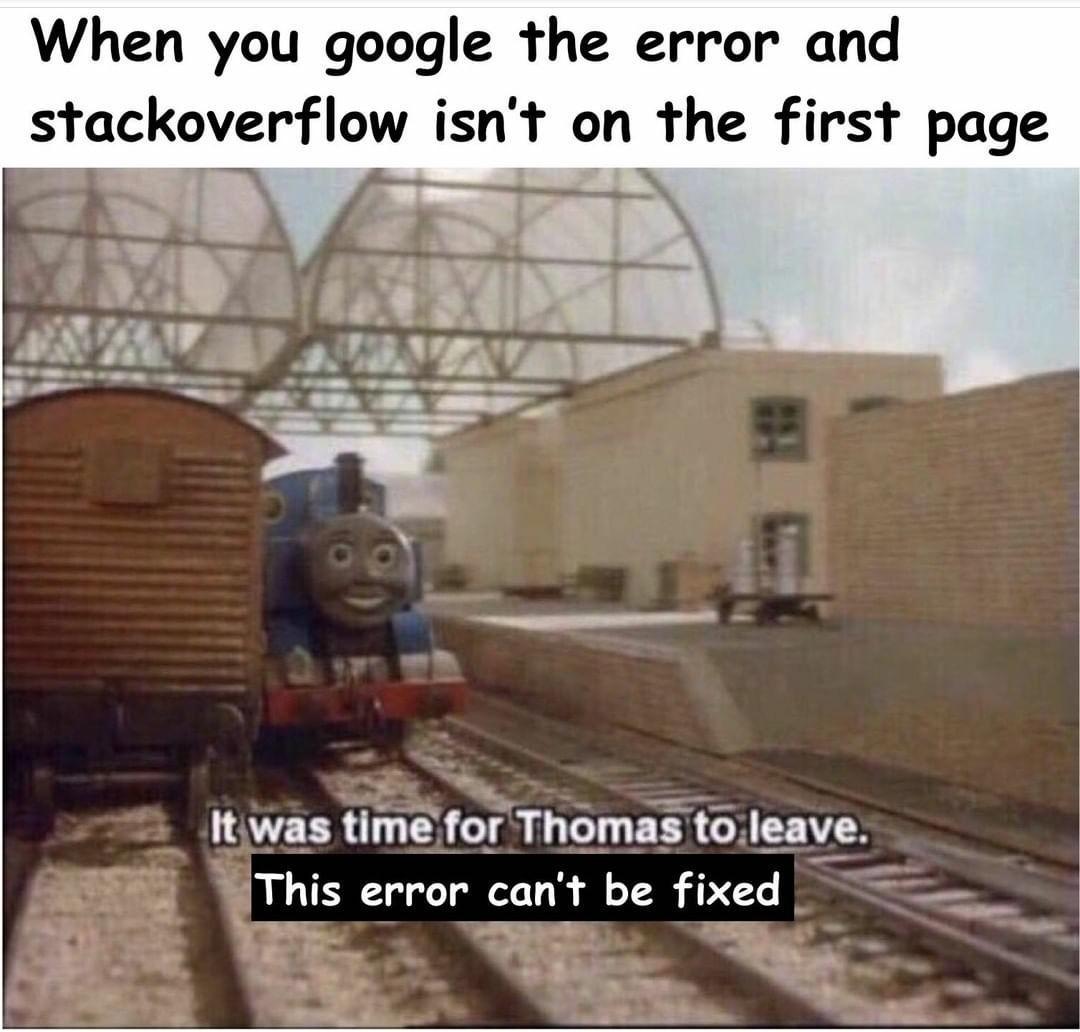 When you google the error and
stackoverflow isn't on the first page
It was time for Thomas to leave.
This error can't be fixed